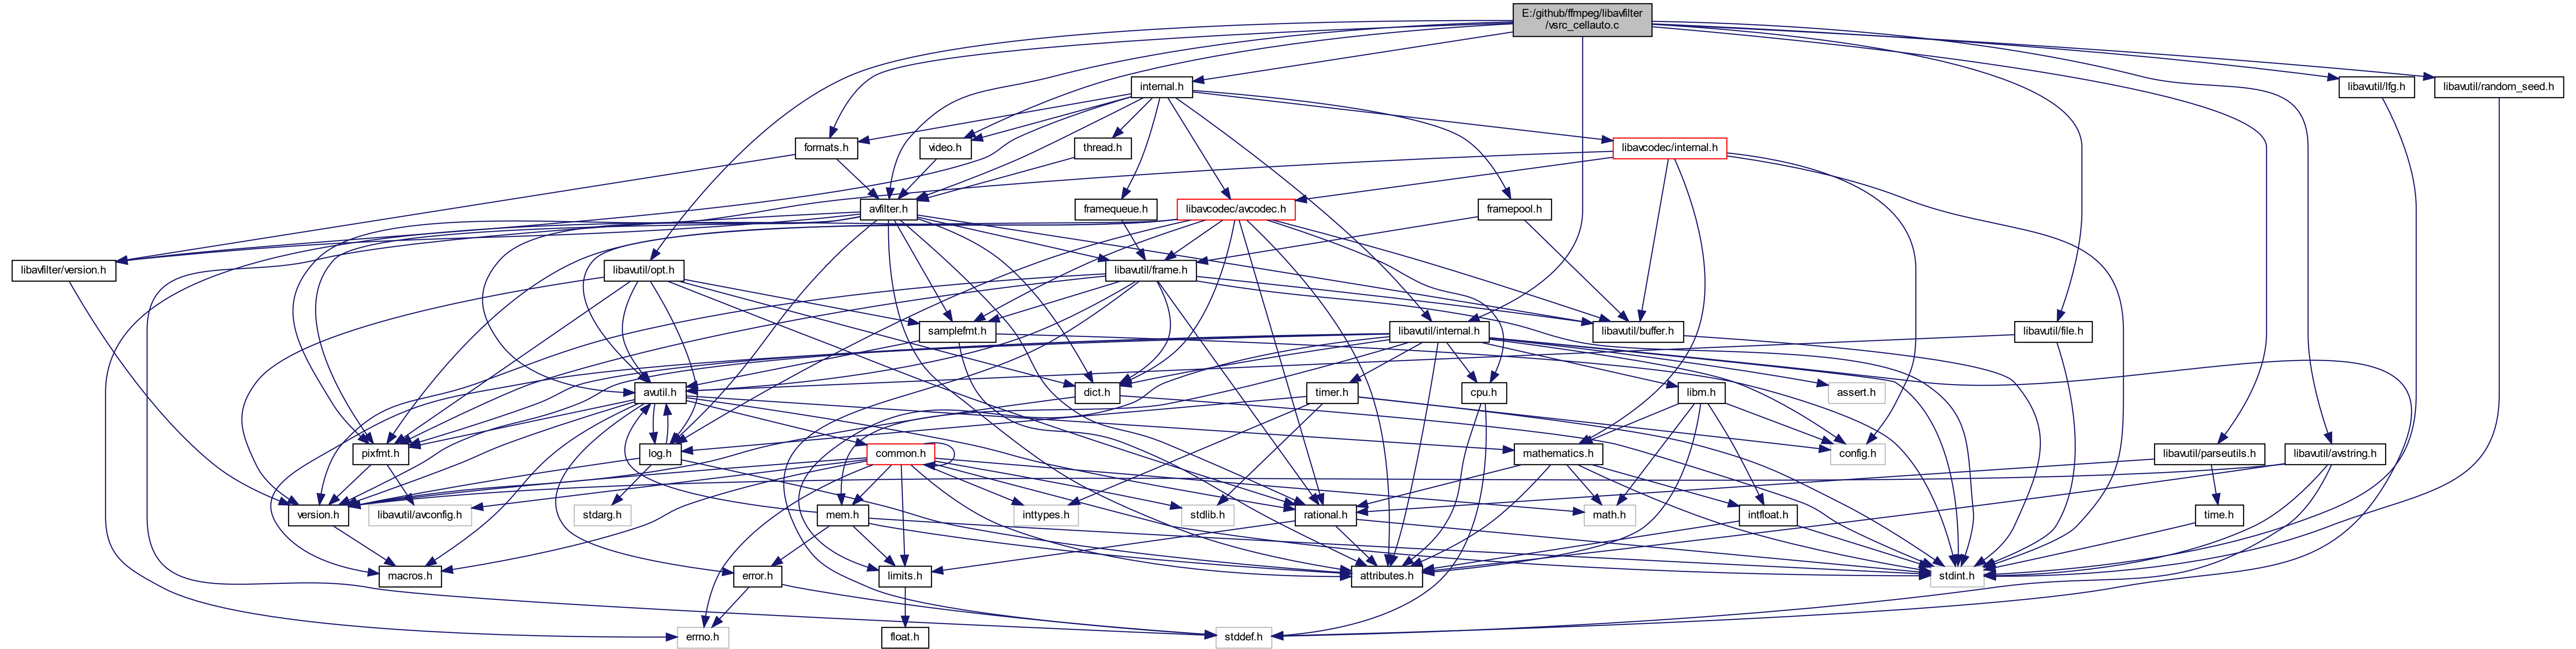 E:/github/ffmpeg/libavfilter
/vsrc_cellauto.c
internal.h
libavutil/lfg.h
libavutil/random_seed.h
formats.h
video.h
thread.h
libavcodec/internal.h
avfilter.h
framequeue.h
libavcodec/avcodec.h
framepool.h
libavfilter/version.h
libavutil/opt.h
libavutil/frame.h
samplefmt.h
libavutil/internal.h
libavutil/buffer.h
libavutil/file.h
avutil.h
dict.h
timer.h
cpu.h
libm.h
assert.h
pixfmt.h
log.h
common.h
mathematics.h
config.h
libavutil/parseutils.h
libavutil/avstring.h
version.h
libavutil/avconfig.h
stdarg.h
mem.h
inttypes.h
stdlib.h
rational.h
math.h
intfloat.h
time.h
macros.h
error.h
limits.h
attributes.h
stdint.h
errno.h
float.h
stddef.h